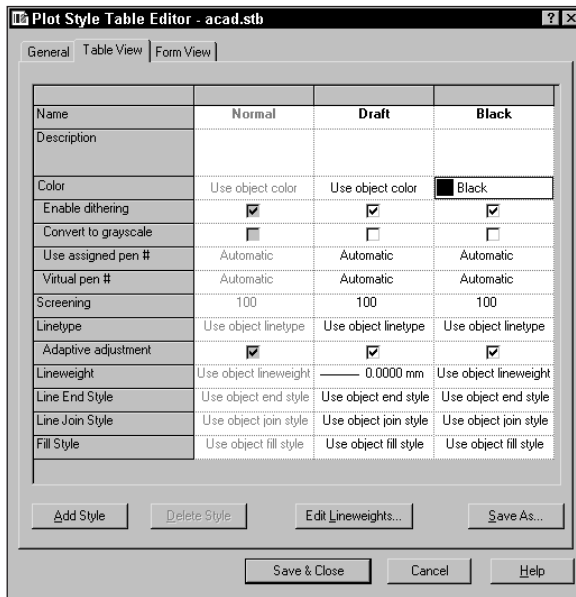 Plot Style Table Editor - acad.stb
General Table View Form View
Name Normal Draft Black
Description
Color Use object color Use object color Black
Enable dithering
Convert to grayscale
Use assigned pen # Automatic Automatic Automatic
Virtual pen # Automatic Automatic Automatic
Screening 100 100 100
Linetype Use object linetype Use object linetype Use object linetype
Adaptive adjustment
Lineweight Use object lineweight 0.0000 mm Use object lineweight
Line End Style Use object end style Use object end style Use object end style
Line Join Style Use object join style Use object join style Use object join style
Fill Style Use object fill style Use object fill style Use object fill style
Add Style Delete Style Edit Lineweights... Save As...
Save & Close Cancel Help